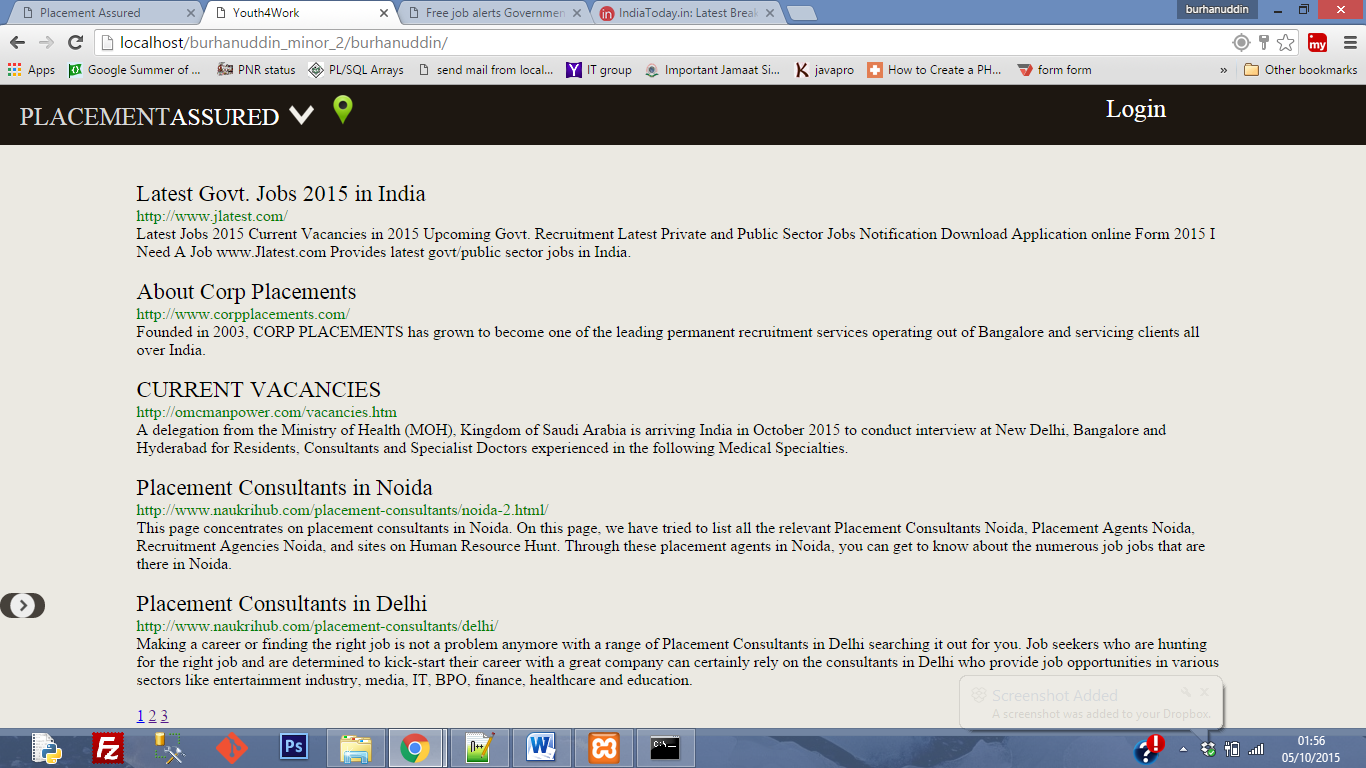 Placement Assured
Youth4Work
Free job alerts Governmen
IndiaToday.in: Latest Break
burhanuddin
localhost/burhanuddin_minor_2/burhanuddin/
my
Apps
Google Summer of ...
PNR status
PL/SQL Arrays
send mail from local...
IT group
Important Jamaat Si...
javapro
How to Create a PH...
form form
»
Other bookmarks
PLACEMENTASSURED
Login
Latest Govt. Jobs 2015 in India
http://www.jlatest.com/
Latest Jobs 2015 Current Vacancies in 2015 Upcoming Govt. Recruitment Latest Private and Public Sector Jobs Notification Download Application online Form 2015 I
Need A Job www.Jlatest.com Provides latest govt/public sector jobs in India.
About Corp Placements
http://www.corpplacements.com/
Founded in 2003, CORP PLACEMENTS has grown to become one of the leading permanent recruitment services operating out of Bangalore and servicing clients all
over India.
CURRENT VACANCIES
http://omcmanpower.com/vacancies.htm
A delegation from the Ministry of Health (MOH), Kingdom of Saudi Arabia is arriving India in October 2015 to conduct interview at New Delhi, Bangalore and
Hyderabad for Residents, Consultants and Specialist Doctors experienced in the following Medical Specialties.
Placement Consultants in Noida
http://www.naukrihub.com/placement-consultants/noida-2.html/
This page concentrates on placement consultants in Noida. On this page, we have tried to list all the relevant Placement Consultants Noida, Placement Agents Noida,
Recruitment Agencies Noida, and sites on Human Resource Hunt. Through these placement agents in Noida, you can get to know about the numerous job jobs that are
there in Noida.
Placement Consultants in Delhi
http://www.naukrihub.com/placement-consultants/delhi/
Making a career or finding the right job is not a problem anymore with a range of Placement Consultants in Delhi searching it out for you. Job seekers who are hunting
for the right job and are determined to kick-start their career with a great company can certainly rely on the consultants in Delhi who provide job opportunities in various
sectors like entertainment industry, media, IT, BPO, finance, healthcare and education.
1 2 3
Screenshot Added
A screenshot was added to your Dropbox.
01:56
05/10/2015